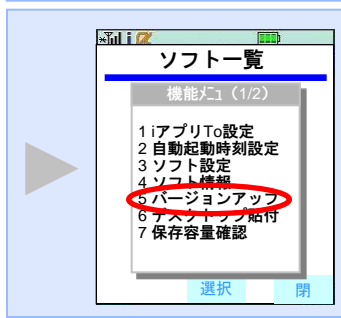 ソフト一覧
機能ﾒﾆｭ (1/2)
1 iアプリTo設定
2 自動起動時刻設定
3 ソフト設定
4 ソフト情報
5 バージョンアップ
6 デスクトップ貼付
7 保存容量確認
選択 閉